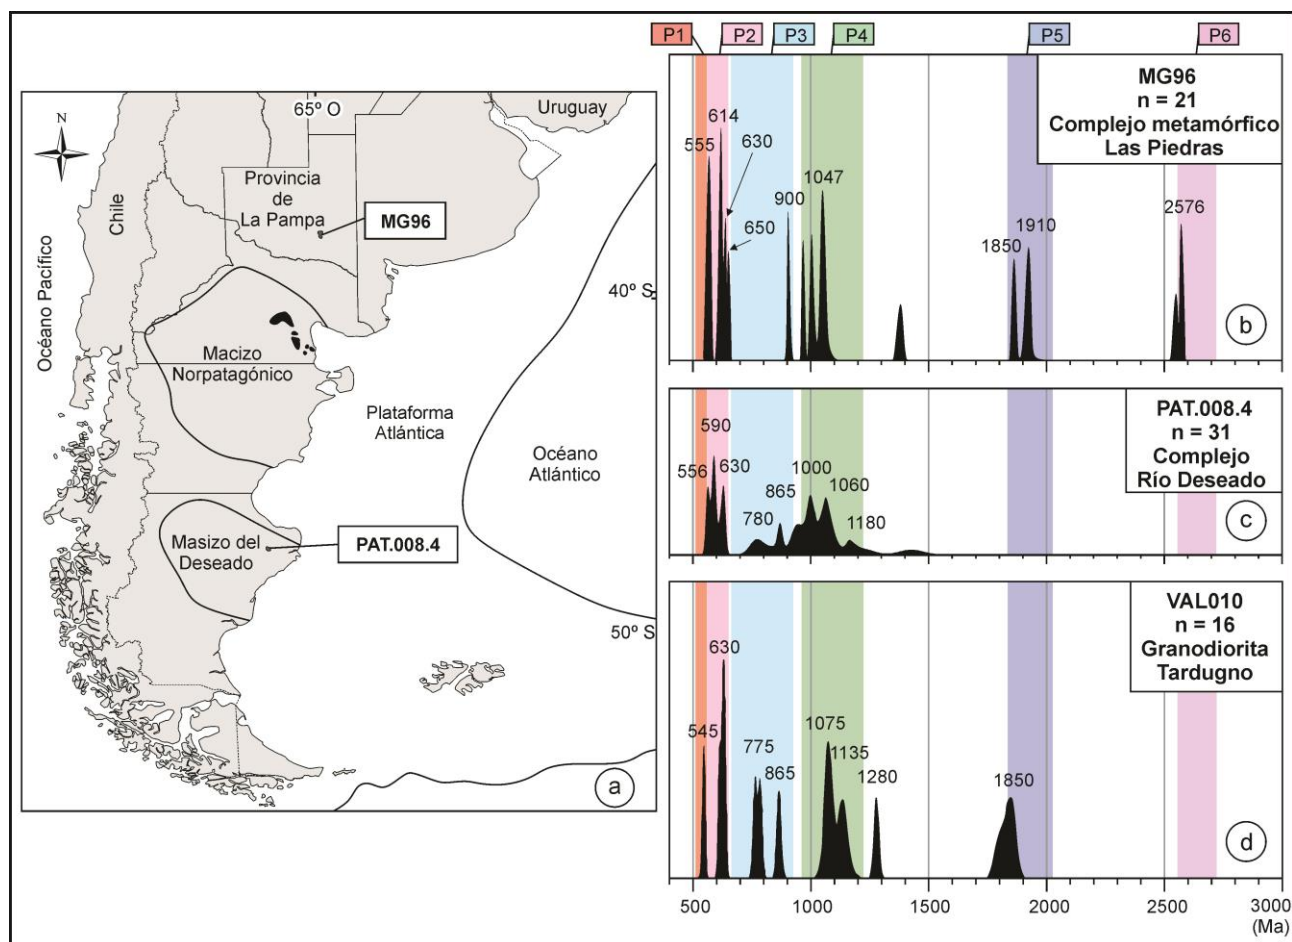 65º O
Uruguay
N
Océano Pacífico
Chile
Provincia
de
La Pampa
MG96
40º S
Macizo
Norpatagónico
Plataforma
Atlántica
Océano
Atlántico
Masizo del
Deseado
PAT.008.4
50º S
a
P1
P2
P3
P4
P5
P6
MG96
n = 21
Complejo metamórfico
Las Piedras
614
555
630
650
900
1047
1850
1910
2576
b
PAT.008.4
n = 31
Complejo
Río Deseado
590
556
630
780
865
1000
1060
1180
c
VAL010
n = 16
Granodiorita
Tardugno
630
545
775
865
1075
1135
1280
1850
d
500
1000
1500
2000
2500
3000
(Ma)